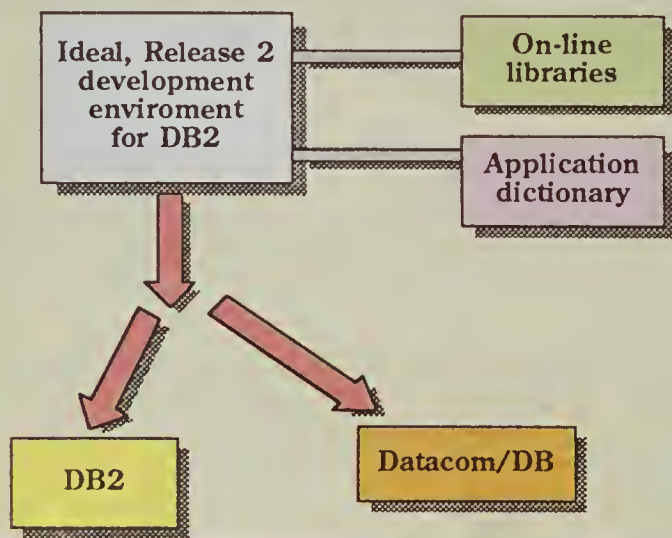 Ideal, Release 2
development
enviroment
for DB2
On-line
libraries
Application
dictionary
DB2
Datacom/DB